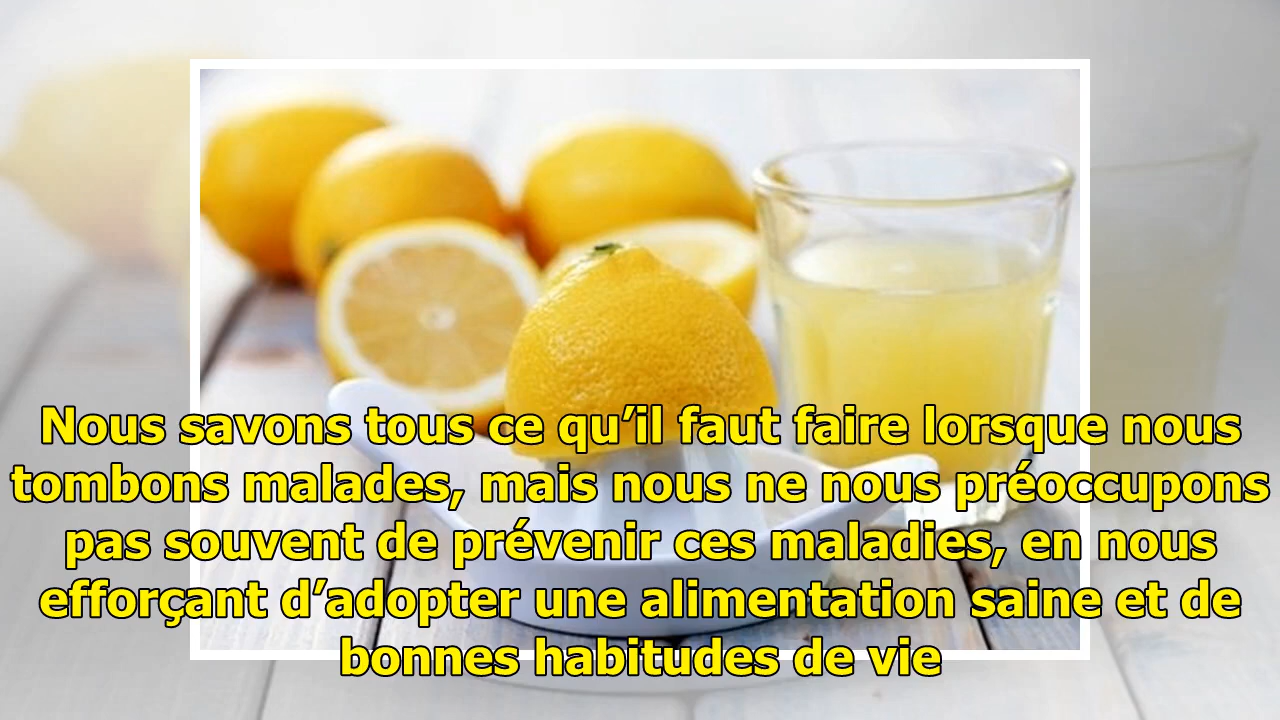 Nous savons tous ce qu’il faut faire lorsque nous
tombons malades, mais nous ne nous préoccupons
pas souvent de prévenir ces maladies, en nous
efforçant d’adopter une alimentation saine et de
bonnes habitudes de vie